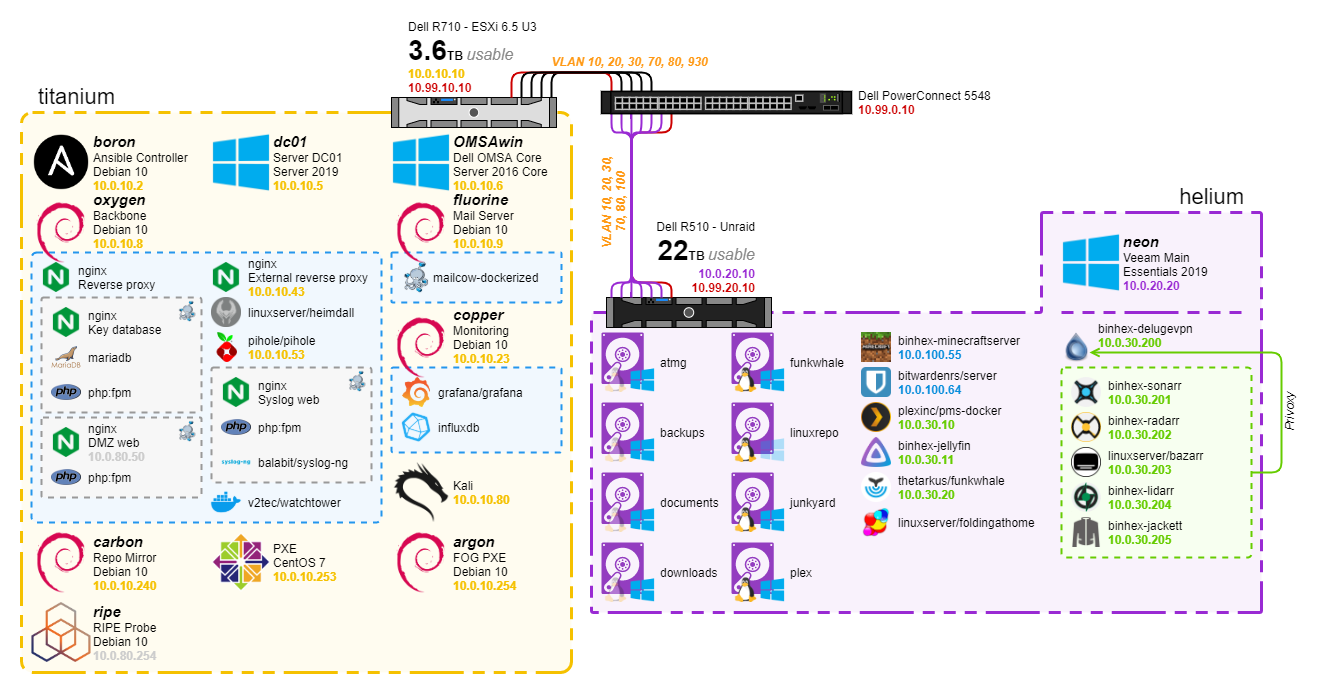 Dell R710 - ESXi 6.5 U3
3.6TB usable
10.0.10.10
10.99.10.10
VLAN 10, 20, 30, 70, 80, 930
Dell PowerConnect 5548
10.99.0.10
titanium
boron
Ansible Controller
Debian 10
10.0.10.2
dc01
Server DC01
Server 2019
10.0.10.5
OMSAwin
Dell OMSA Core
Server 2016 Core
10.0.10.6
oxygen
Backbone
Debian 10
10.0.10.8
fluorine
Mail Server
Debian 10
10.0.10.9
nginx
Reverse proxy
nginx
External reverse proxy
10.0.10.43
mailcow-dockerized
nginx
Key database
linuxserver/heimdall
MariaDB
mariadb
pihole/pihole
10.0.10.53
copper
Monitoring
Debian 10
10.0.10.23
php
php:fpm
nginx
Syslog web
grafana/grafana
nginx
DMZ web
10.0.80.50
php
php:fpm
influxdb
php
php:fpm
syslog-ng
balabit/syslog-ng
v2tec/watchtower
Kali
10.0.10.80
carbon
Repo Mirror
Debian 10
10.0.10.240
PXE
CentOS 7
10.0.10.253
argon
FOG PXE
Debian 10
10.0.10.254
ripe
RIPE Probe
Debian 10
10.0.80.254
VLAN 10, 20, 30,
70, 80, 100
Dell R510 - Unraid
22TB usable
10.0.20.10
10.99.20.10
helium
neon
Veeam Main
Essentials 2019
10.0.20.20
atmg
funkwhale
backups
linuxrepo
documents
junkyard
downloads
plex
binhex-minecraftserver
10.0.100.55
bitwardenrs/server
10.0.100.64
plexinc/pms-docker
10.0.30.10
binhex-jellyfin
10.0.30.11
thetarkus/funkwhale
10.0.30.20
linuxserver/foldingathome
binhex-delugevpn
10.0.30.200
binhex-sonarr
10.0.30.201
binhex-radarr
10.0.30.202
linuxserver/bazarr
10.0.30.203
binhex-lidarr
10.0.30.204
binhex-jackett
10.0.30.205
Privoxy